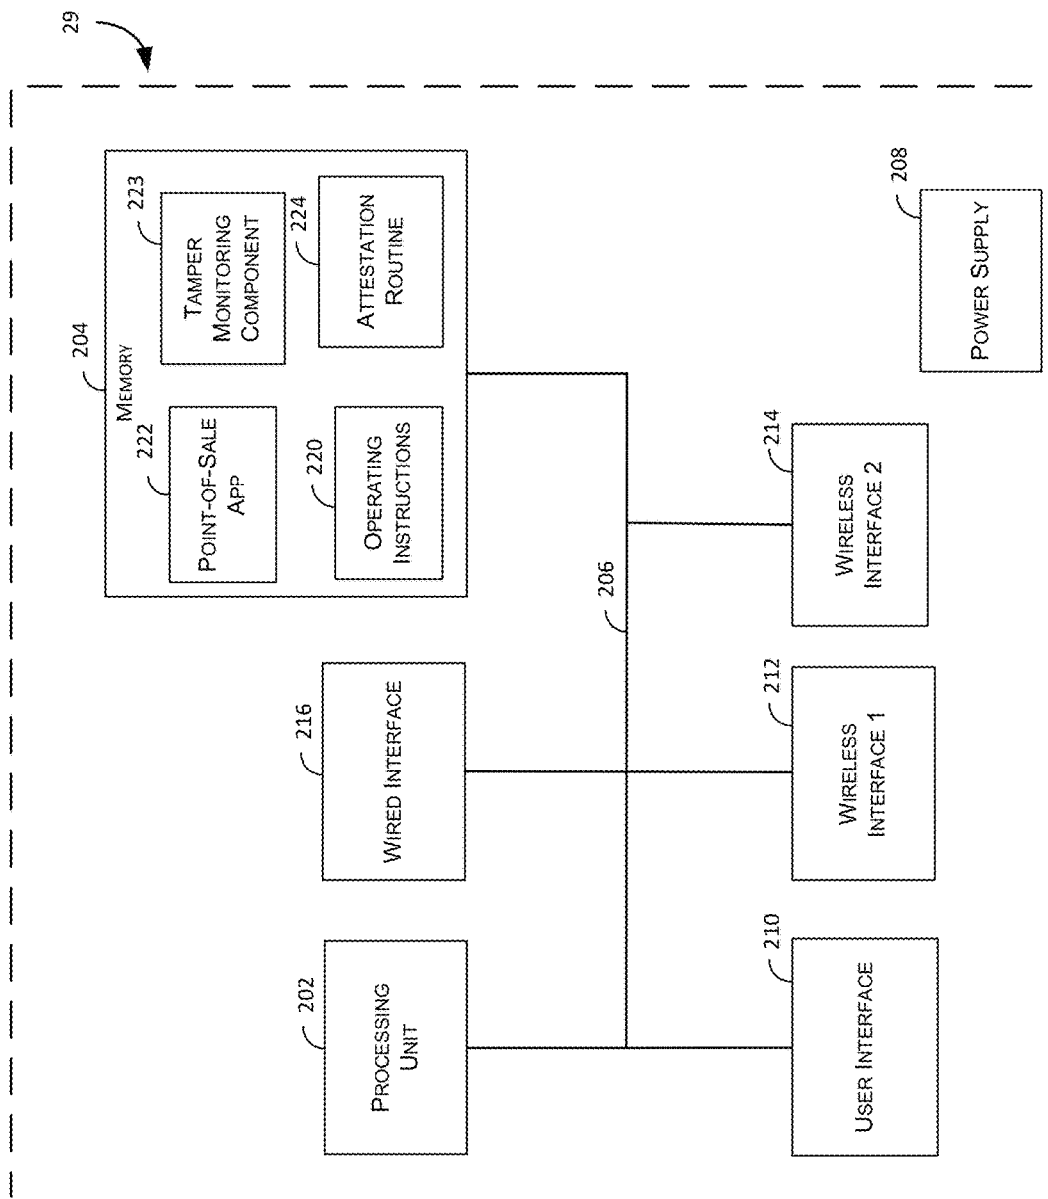 29
204
MEMORY
222
223
POINT-OF-SALE
APP
TAMPER
MONITORING
COMPONENT
202
216
220
224
PROCESSING
UNIT
WIRED INTERFACE
OPERATING
INSTRUCTIONS
ATTESTATION
ROUTINE
206
210
212
214
208
USER INTERFACE
WIRELESS
INTERFACE 1
WIRELESS
INTERFACE 2
POWER SUPPLY